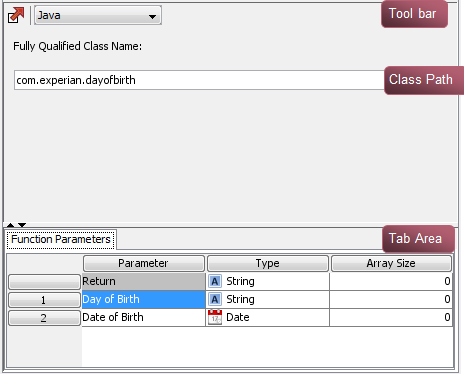 Java
Tool bar
Fully Qualified Class Name:
com.experian.dayofbirth
Class Path
Function Parameters
Tab Area
Parameter Type Array Size
Return A String 0
1 Day of Birth A String 0
2 Date of Birth 12 Date 0